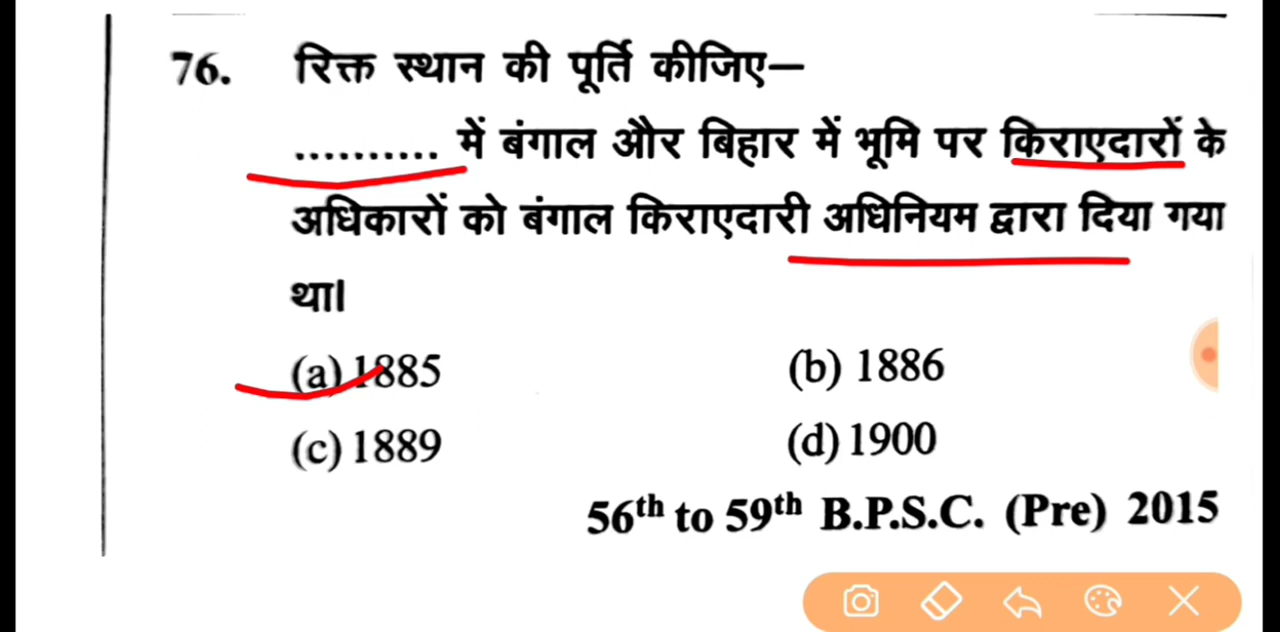 76. रिक्त स्थान की पूर्ति कीजिए—
.......... में बंगाल और बिहार में भूमि पर किराएदारों के
अधिकारों को बंगाल किराएदारी अधिनियम द्वारा दिया गया
था।
(a) 1885 (b) 1886
(c) 1889 (d) 1900
56th to 59th B.P.S.C. (Pre) 2015